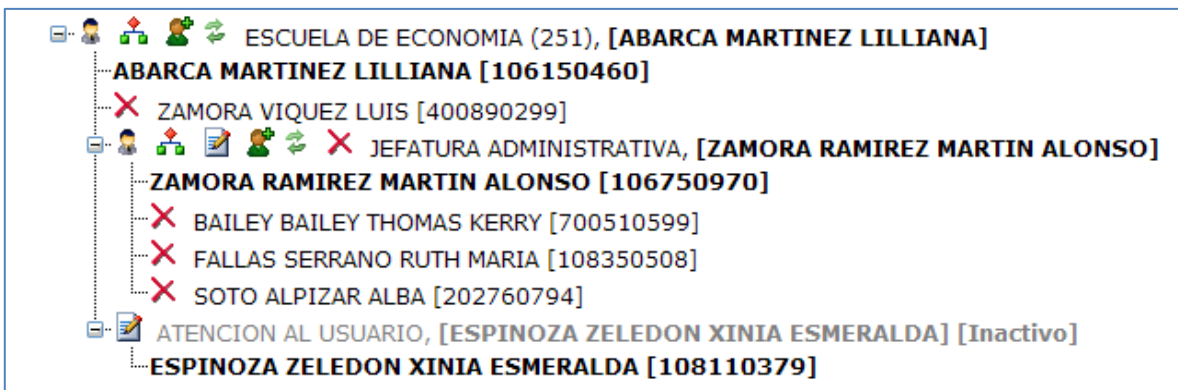 ESCUELA DE ECONOMIA (251), [ABARCA MARTINEZ LILLIANA]
ABARCA MARTINEZ LILLIANA [106150460]
ZAMORA VIQUEZ LUIS [400890299]
JEFATURA ADMINISTRATIVA, [ZAMORA RAMIREZ MARTIN ALONSO]
ZAMORA RAMIREZ MARTIN ALONSO [106750970]
BAILEY BAILEY THOMAS KERRY [700510599]
FALLAS SERRANO RUTH MARIA [108350508]
SOTO ALPIZAR ALBA [202760794]
ATENCION AL USUARIO, [ESPINOZA ZELEDON XINIA ESMERALDA] [Inactivo]
ESPINOZA ZELEDON XINIA ESMERALDA [108110379]